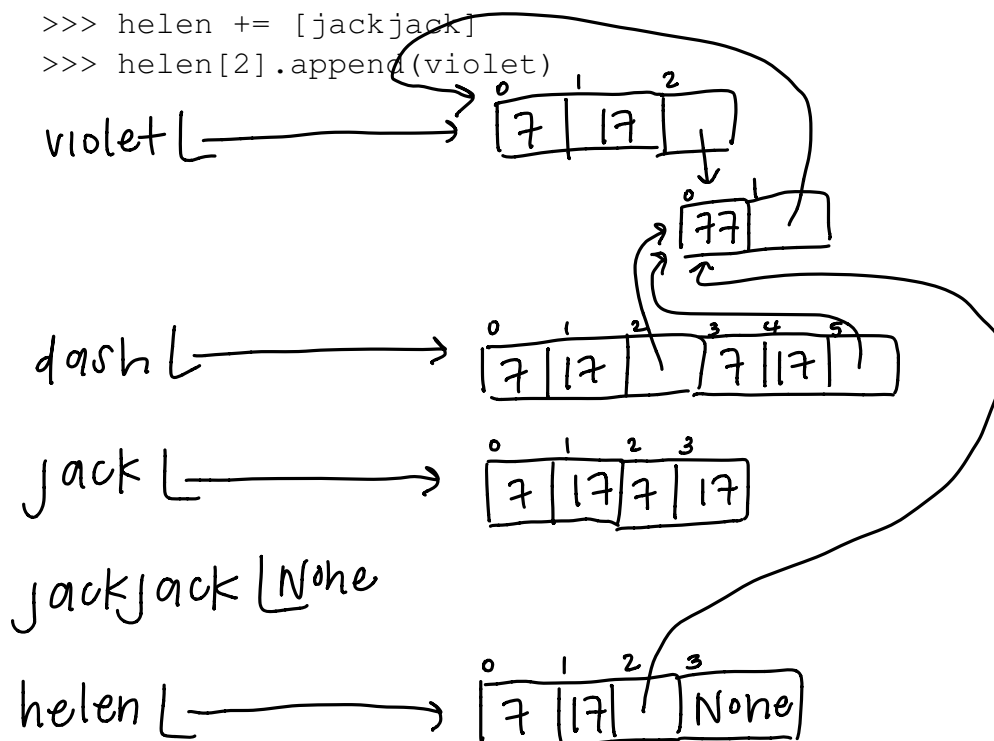 >>> helen += [jackjack]
>>> helen[2].append(violet)
0 1 2
violet 7 17
0 1
77
0 1 2 3 4 5
dash 7 17 7 17
0 1 2 3
jack 7 17 7 17
jackjack None
0 1 2 3
helen 7 17 None